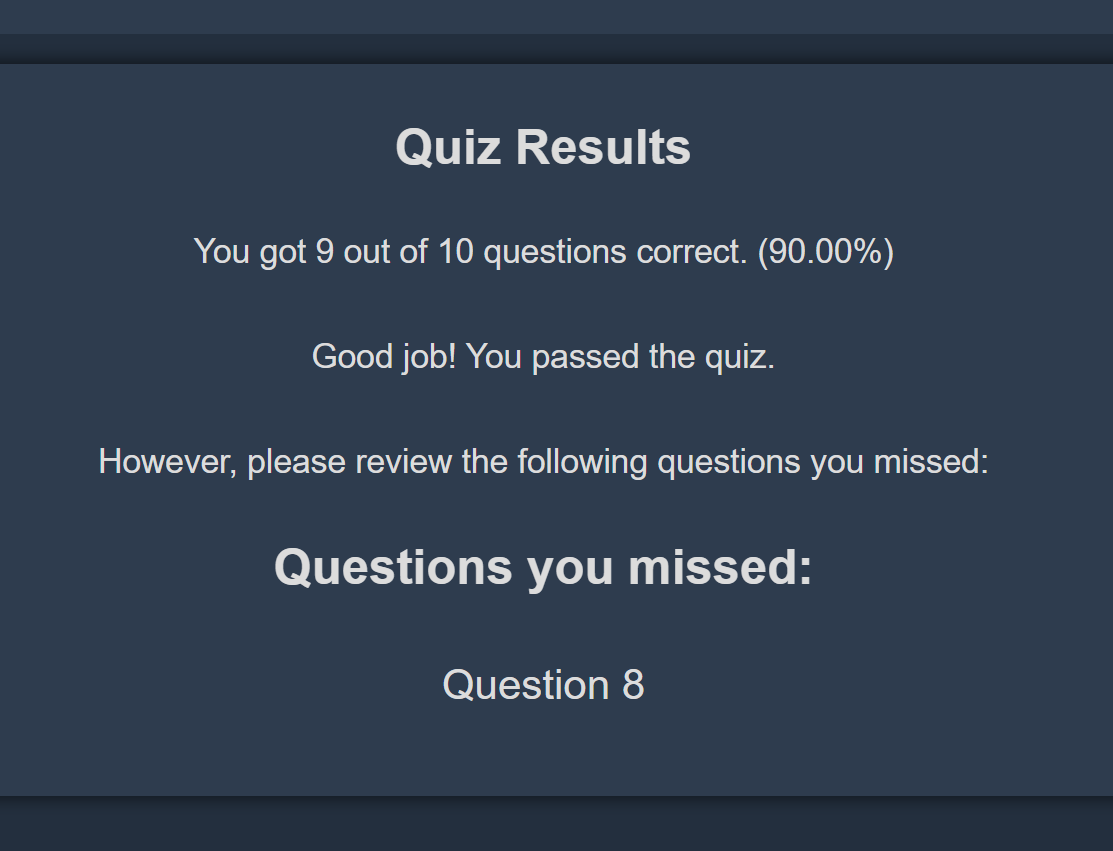 Quiz Results
You got 9 out of 10 questions correct. (90.00%)
Good job! You passed the quiz.
However, please review the following questions you missed:
Questions you missed:
Question 8